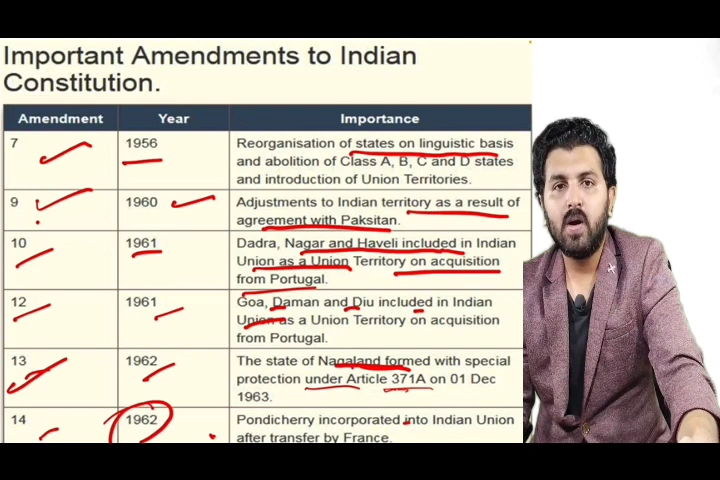 Important Amendments to Indian
Constitution.
Amendment Year Importance
7 1956 Reorganisation of states on linguistic basis
and abolition of Class A, B, C and D states
and introduction of Union Territories.
9 1960 Adjustments to Indian territory as a result of
agreement with Paksitan.
10 1961 Dadra, Nagar and Haveli included in Indian
Union as a Union Territory on acquisition
from Portugal.
12 1961 Goa, Daman and Diu included in Indian
Union as a Union Territory on acquisition
from Portugal.
13 1962 The state of Nagaland formed with special
protection under Article 371A on 01 Dec
1963.
14 1962 Pondicherry incorporated into Indian Union
after transfer by France.